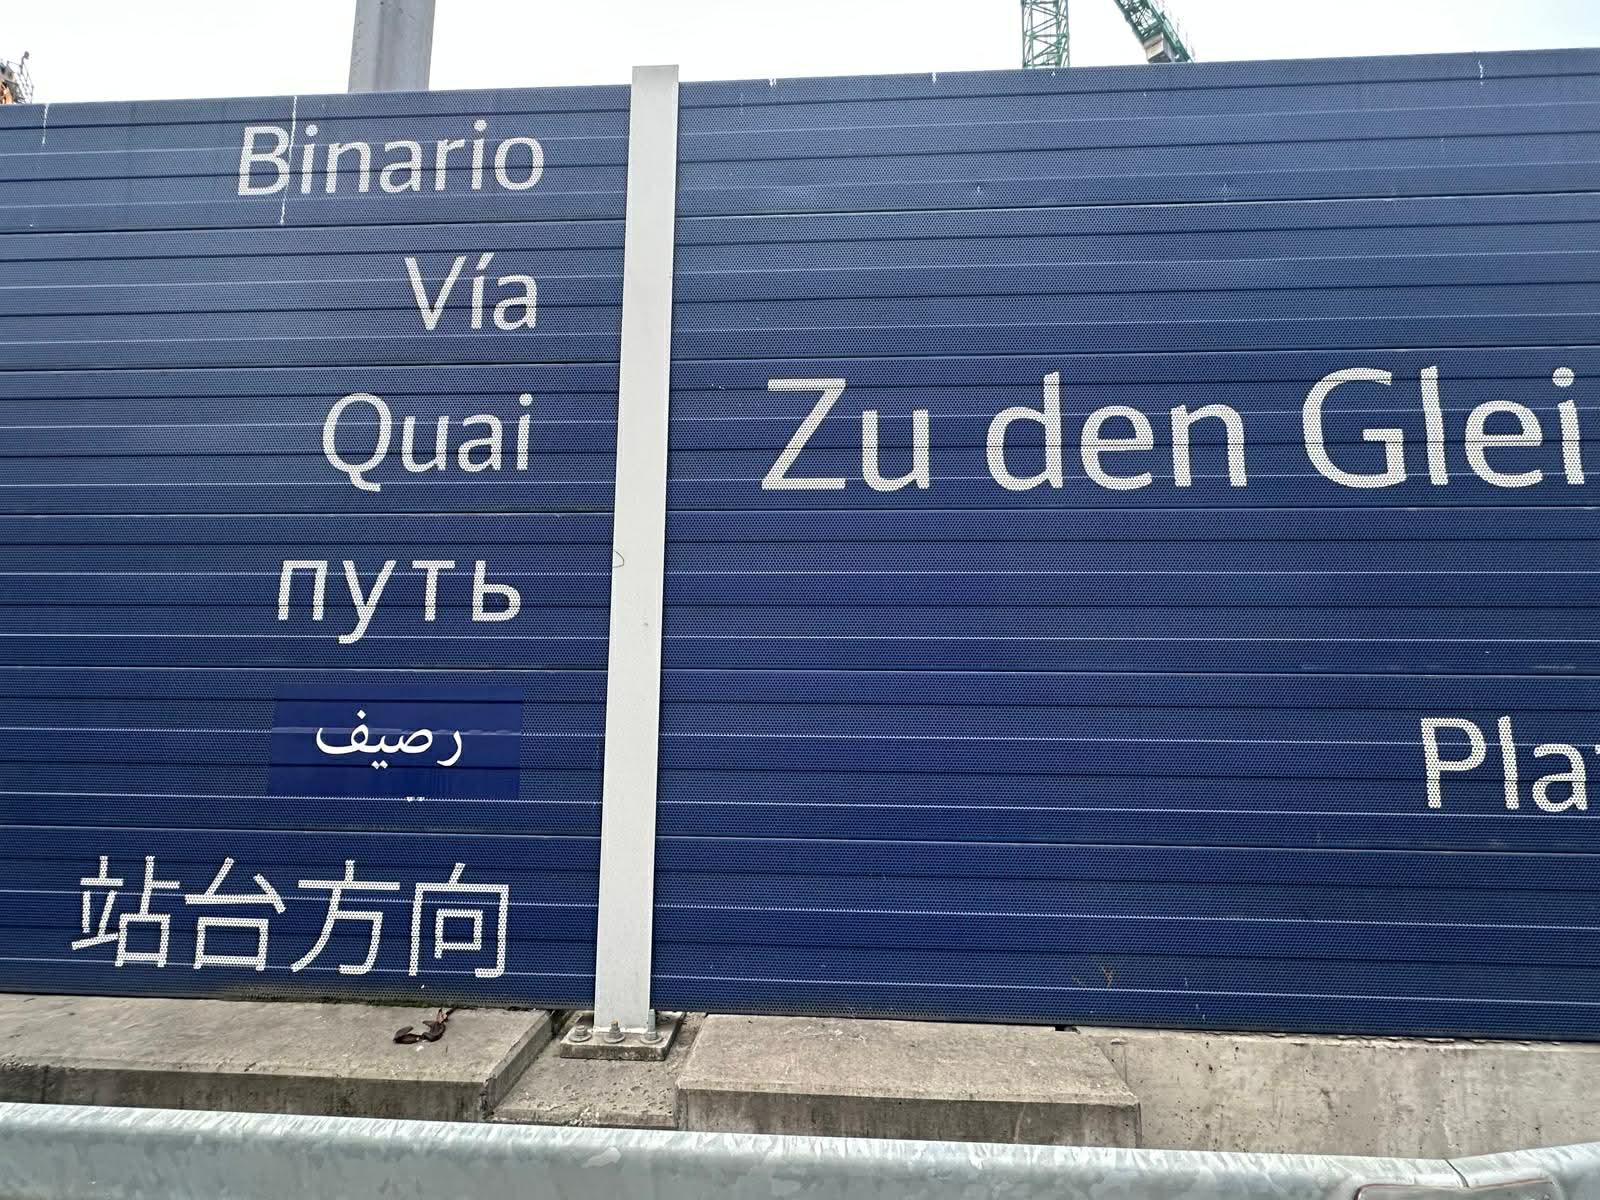 Binario
Vía
Quai
путь
رصيف
站台方向
Zu den Glei
Pla